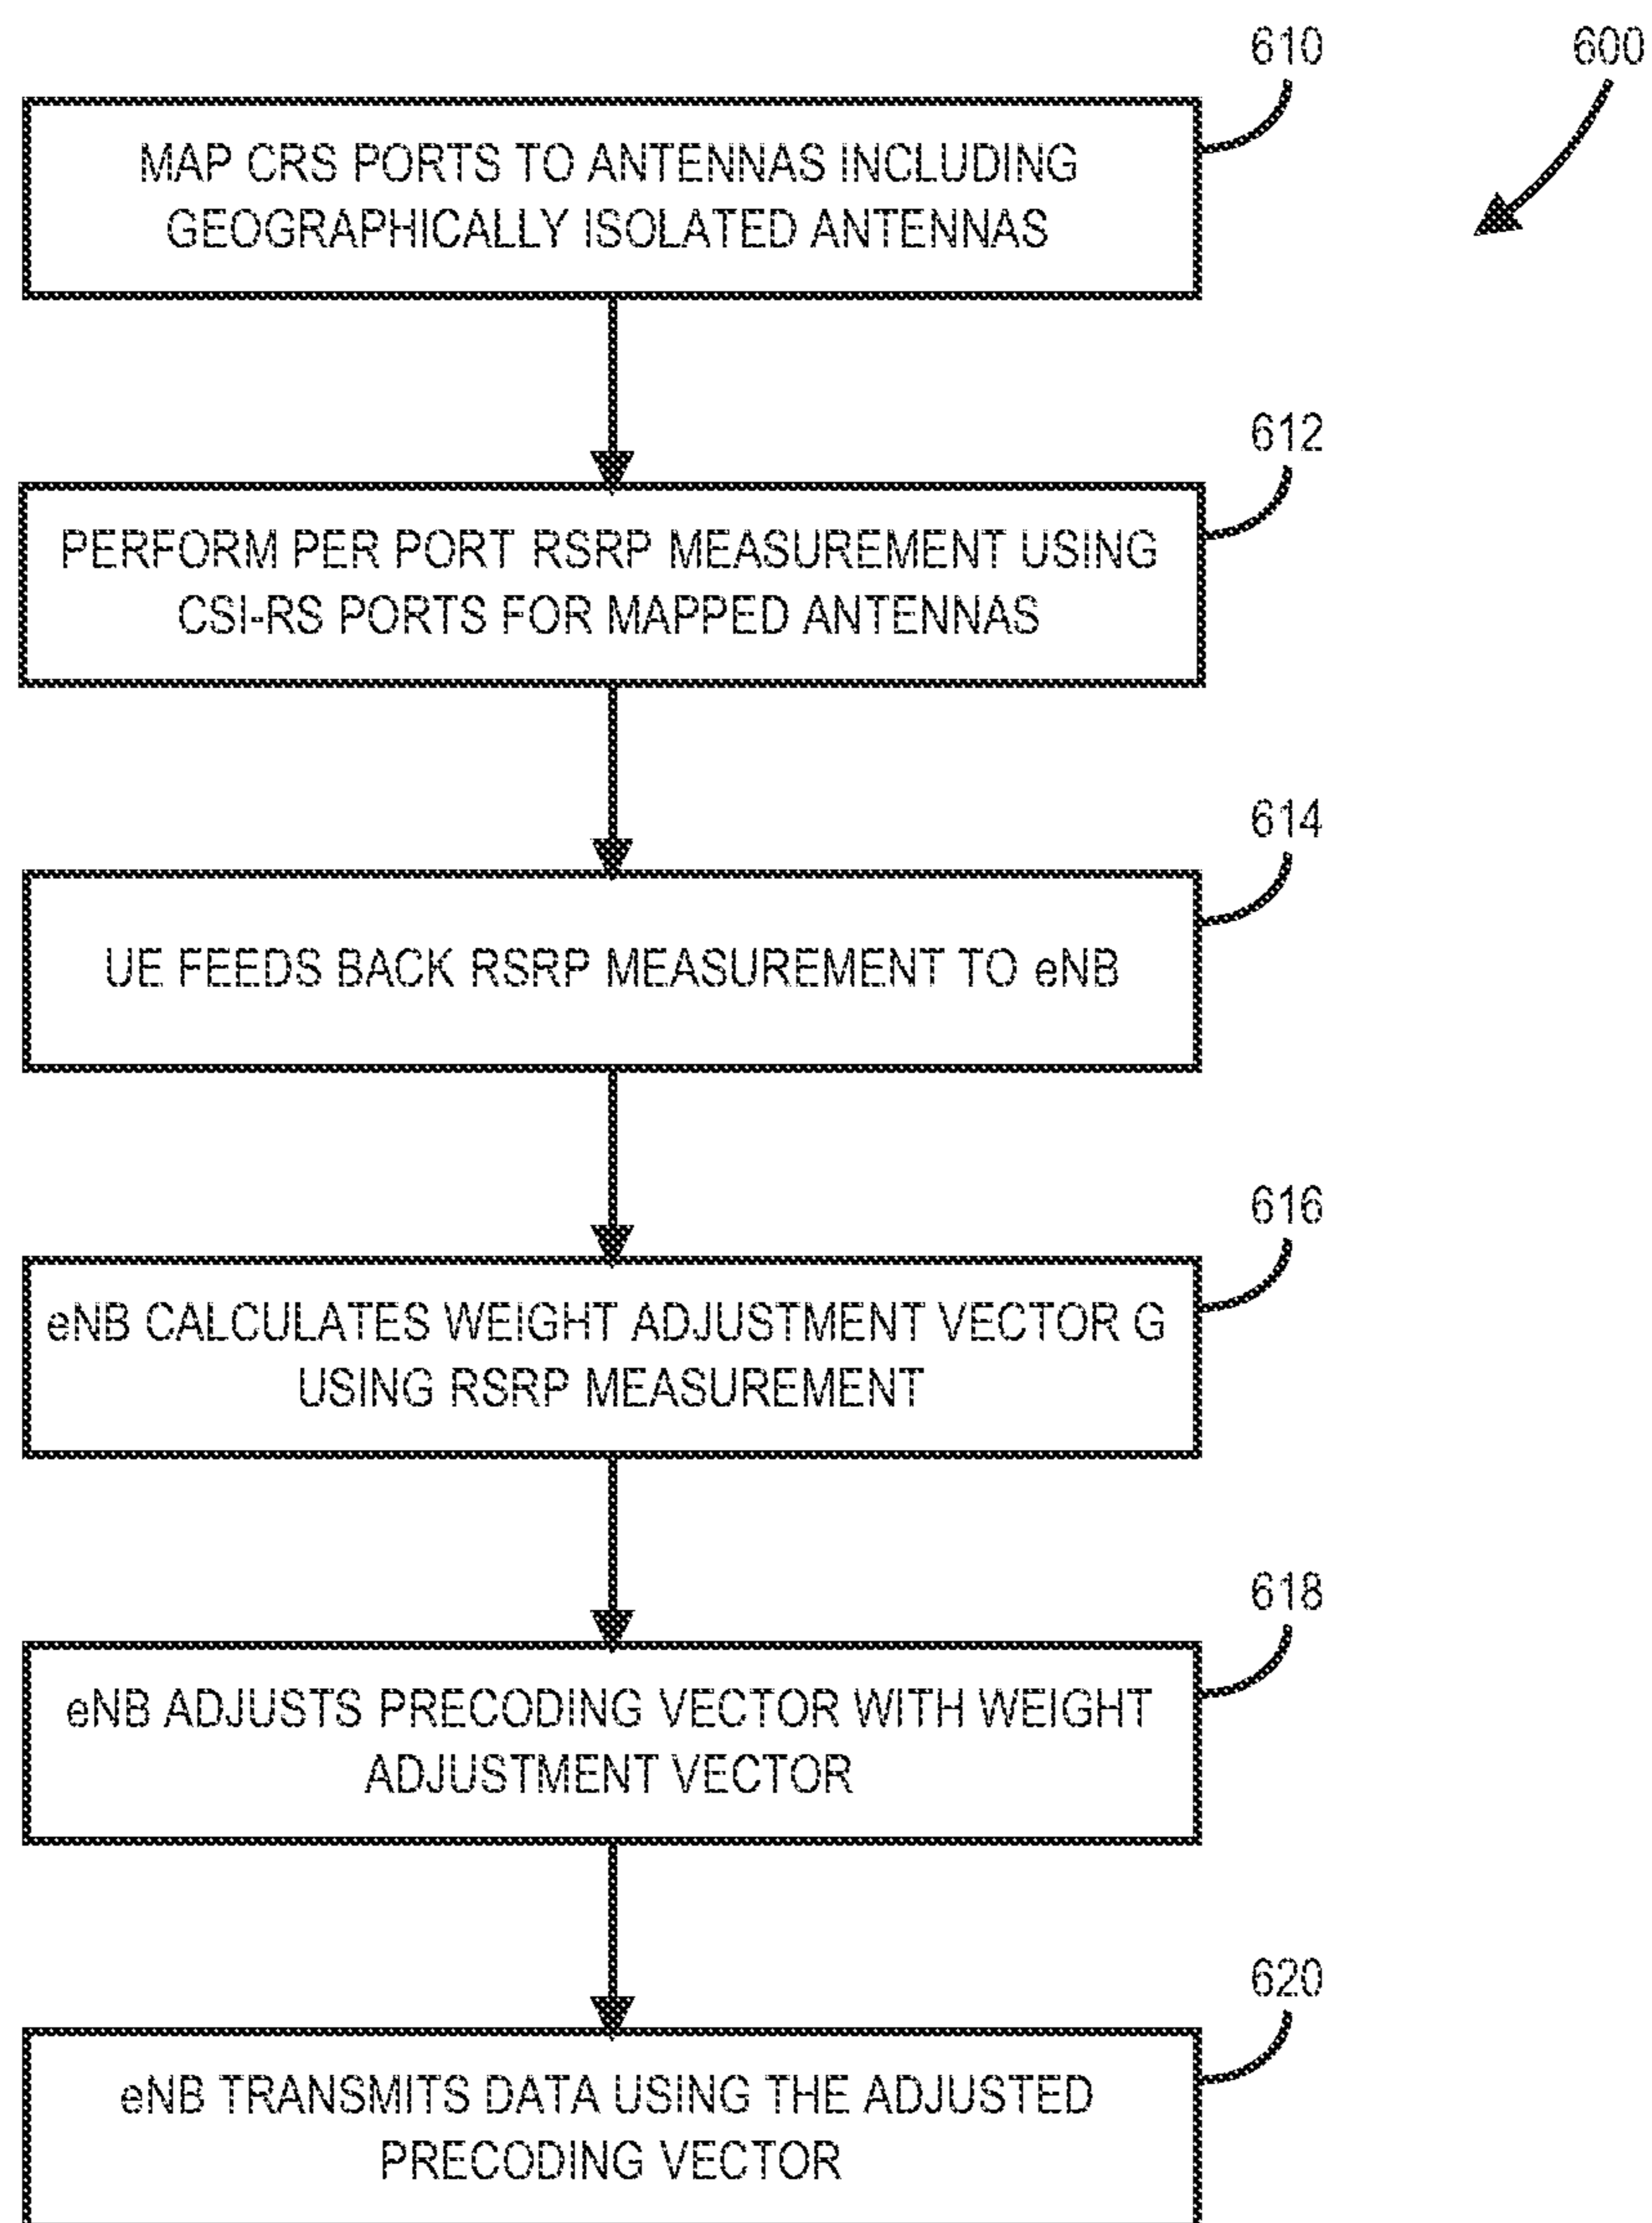 610
600
MAP CRS PORTS TO ANTENNAS INCLUDING
GEOGRAPHICALLY ISOLATED ANTENNAS
612
PERFORM PER PORT RSRP MEASUREMENT USING
CSI-RS PORTS FOR MAPPED ANTENNAS
614
UE FEEDS BACK RSRP MEASUREMENT TO eNB
616
eNB CALCULATES WEIGHT ADJUSTMENT VECTOR G
USING RSRP MEASUREMENT
618
eNB ADJUSTS PRECODING VECTOR WITH WEIGHT
ADJUSTMENT VECTOR
620
eNB TRANSMITS DATA USING THE ADJUSTED
PRECODING VECTOR